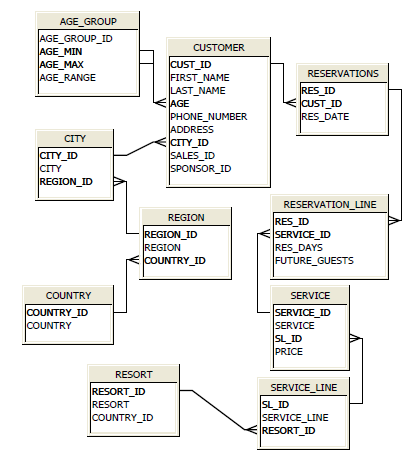 AGE_GROUP
AGE_GROUP_ID
AGE_MIN
AGE_MAX
AGE_RANGE
CUSTOMER
CUST_ID
FIRST_NAME
LAST_NAME
AGE
PHONE_NUMBER
ADDRESS
CITY_ID
SALES_ID
SPONSOR_ID
RESERVATIONS
RES_ID
CUST_ID
RES_DATE
CITY
CITY_ID
CITY
REGION_ID
REGION
REGION_ID
REGION
COUNTRY_ID
RESERVATION_LINE
RES_ID
SERVICE_ID
RES_DAYS
FUTURE_GUESTS
COUNTRY
COUNTRY_ID
COUNTRY
SERVICE
SERVICE_ID
SERVICE
SL_ID
PRICE
RESORT
RESORT_ID
RESORT
COUNTRY_ID
SERVICE_LINE
SL_ID
SERVICE_LINE
RESORT_ID